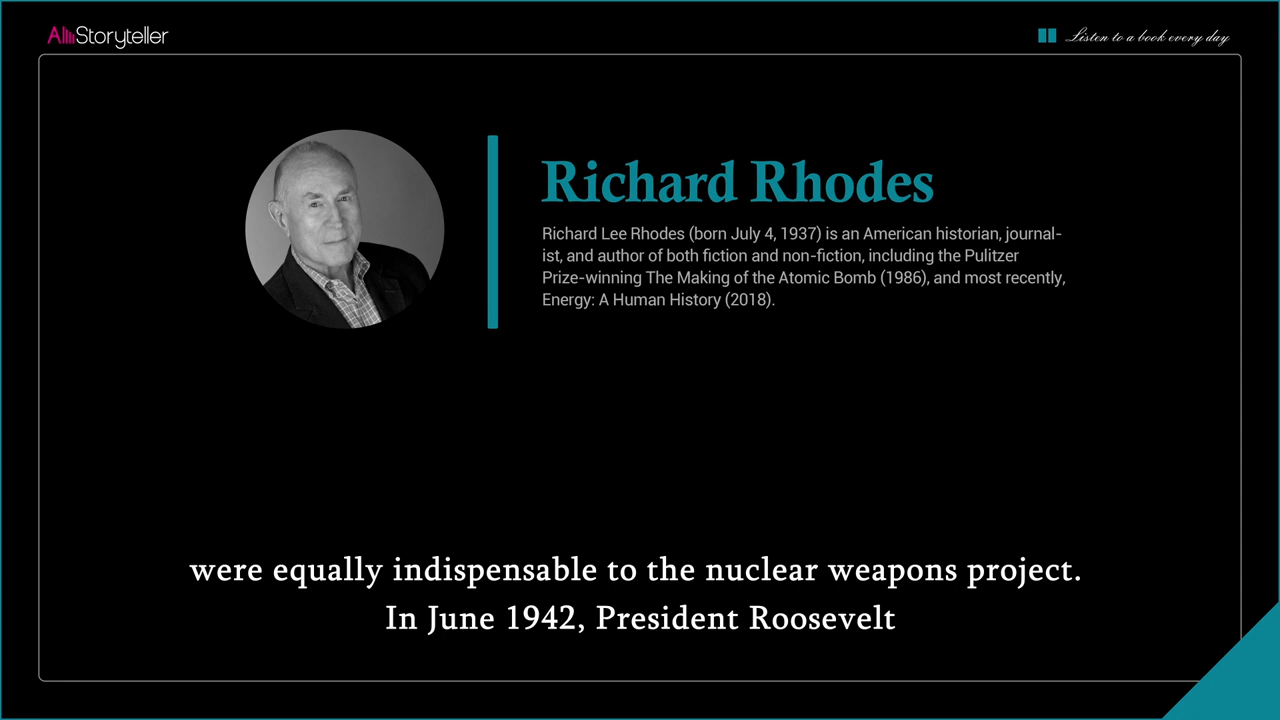 AllStoryteller
Listen to a book every day
Richard Rhodes
Richard Lee Rhodes (born July 4, 1937) is an American historian, journal-
ist, and author of both fiction and non-fiction, including the Pulitzer
Prize-winning The Making of the Atomic Bomb (1986), and most recently,
Energy: A Human History (2018).
were equally indispensable to the nuclear weapons project.
In June 1942, President Roosevelt